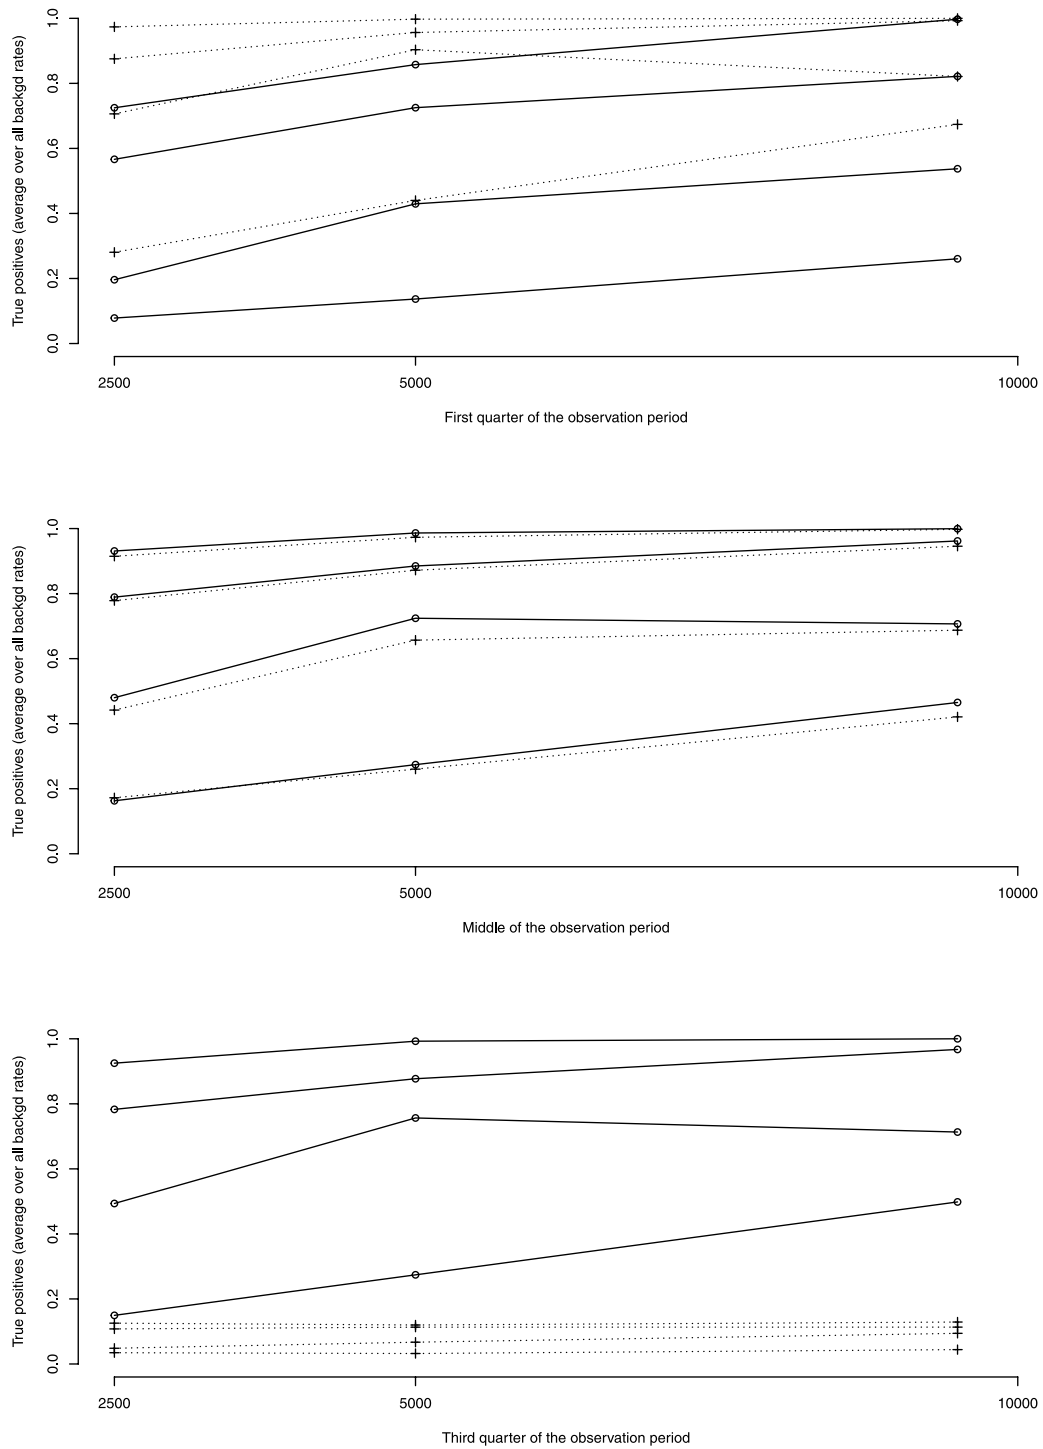 True positives (average over all backgd rates)
1.0
0.8
0.6
0.4
0.2
0.0
2500 5000 10000
First quarter of the observation period
True positives (average over all backgd rates)
1.0
0.8
0.6
0.4
0.2
0.0
2500 5000 10000
Middle of the observation period
True positives (average over all backgd rates)
1.0
0.8
0.6
0.4
0.2
0.0
2500 5000 10000
Third quarter of the observation period